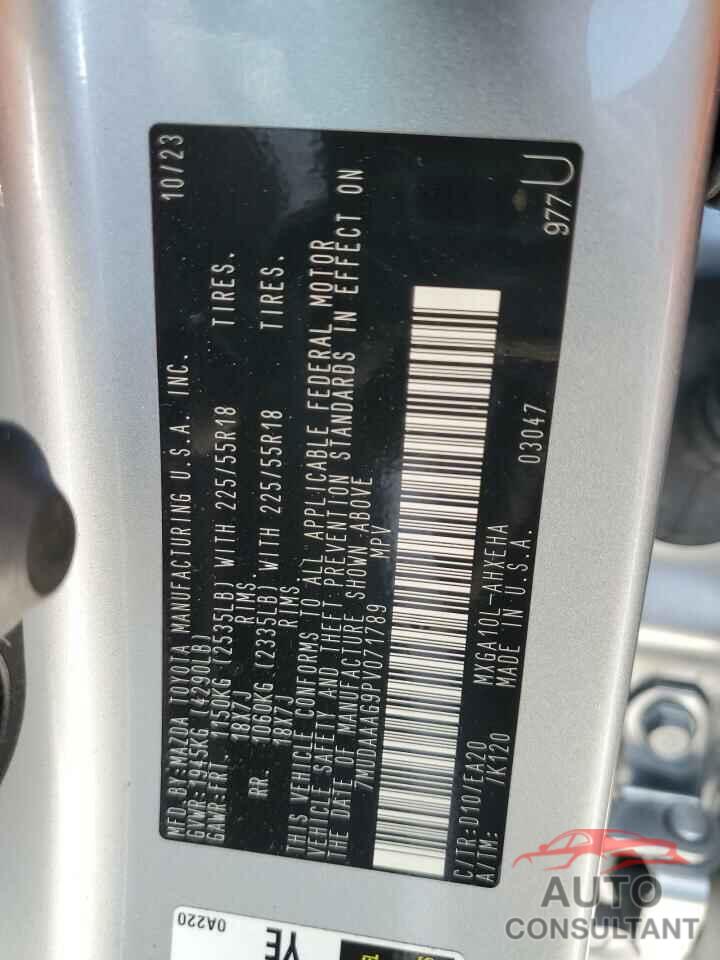 MFD.BY:MAZDA TOYOTA MANUFACTURING U.S.A. INC. 10/23
GVWR:1945KG (4290LB)
GAWR:FRT. 1150KG (2535LB) WITH 225/55R18 TIRES.
18X7J RIMS.
RR. 1060KG (2335LB) WITH 225/55R18 TIRES.
18X7J RIMS
THIS VEHICLE CONFORMS TO ALL APPLICABLE FEDERAL MOTOR
VEHICLE SAFETY AND THEFT PREVENTION STANDARDS IN EFFECT ON
THE DATE OF MANUFACTURE SHOWN ABOVE
7MUDAAAG9PV071789 MPV
C/TR:D10/EA20 MXGA10L-AHXEHA 03047
A/TM: /K120 MADE IN U.S.A.
977 U
0A220
YE
AUTO
CONSULTANT